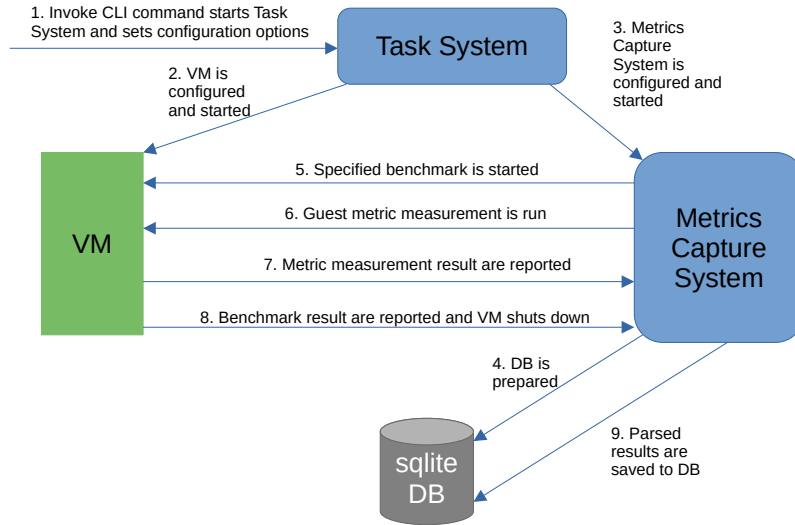 1. Invoke CLI command starts Task
System and sets configuration options
Task System
3. Metrics
Capture
System is
configured and
started
2. VM is
configured
and started
5. Specified benchmark is started
6. Guest metric measurement is run
VM
Metrics
Capture
System
7. Metric measurement result are reported
8. Benchmark result are reported and VM shuts down
4. DB is
prepared
9. Parsed
results are
saved to DB
sqlite
DB